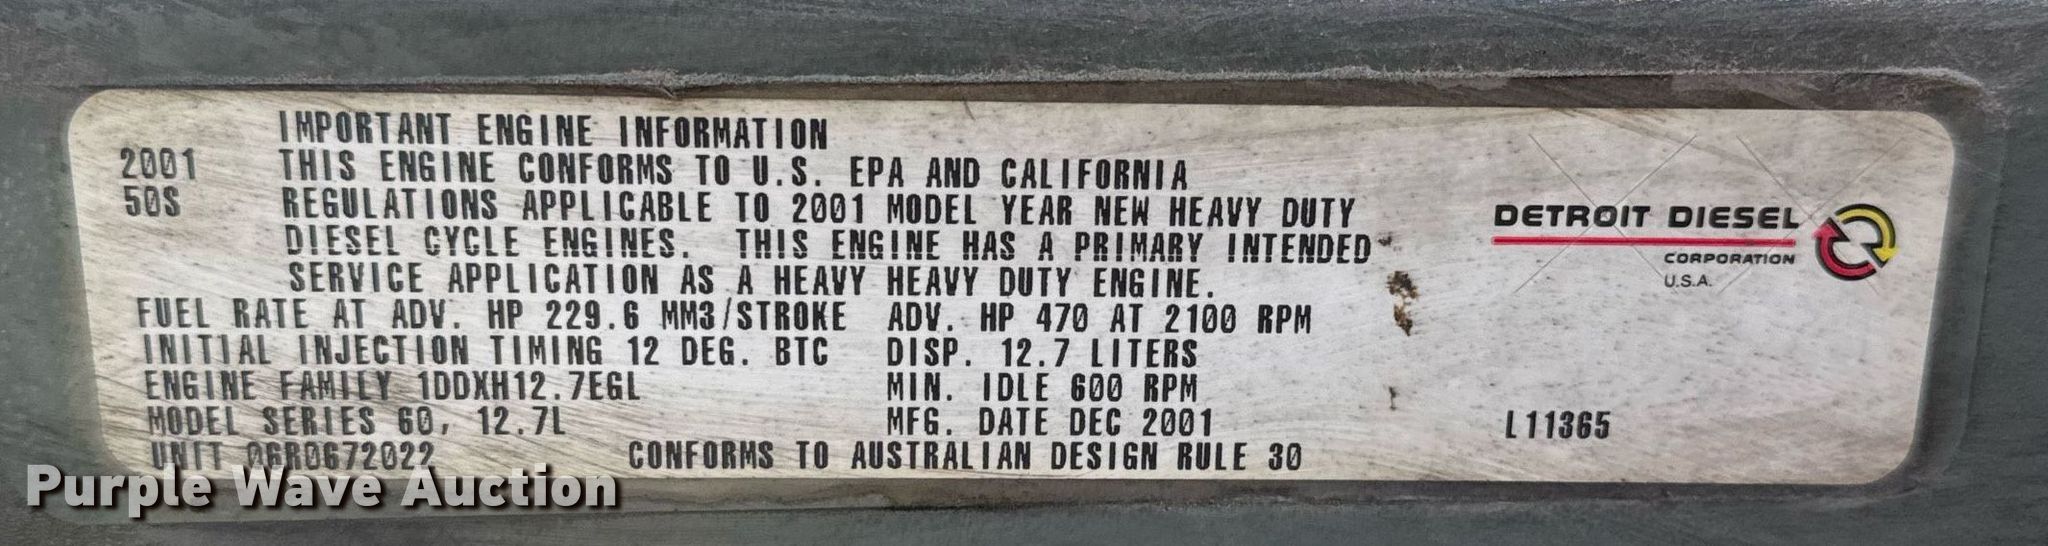 IMPORTANT ENGINE INFORMATION
2001 THIS ENGINE CONFORMS TO U.S. EPA AND CALIFORNIA
50S REGULATIONS APPLICABLE TO 2001 MODEL YEAR NEW HEAVY DUTY
DIESEL CYCLE ENGINES. THIS ENGINE HAS A PRIMARY INTENDED
SERVICE APPLICATION AS A HEAVY HEAVY DUTY ENGINE.
FUEL RATE AT ADV. HP 229.6 MM3/STROKE ADV. HP 470 AT 2100 RPM
INITIAL INJECTION TIMING 12 DEG. BTC DISP. 12.7 LITERS
ENGINE FAMILY 1DDXH12.7EGL MIN. IDLE 600 RPM
MODEL SERIES 60, 12.7L MFG. DATE DEC 2001
UNIT 06R0672022 CONFORMS TO AUSTRALIAN DESIGN RULE 30
DETROIT DIESEL
CORPORATION
U.S.A.
L11365
Purple Wave Auction